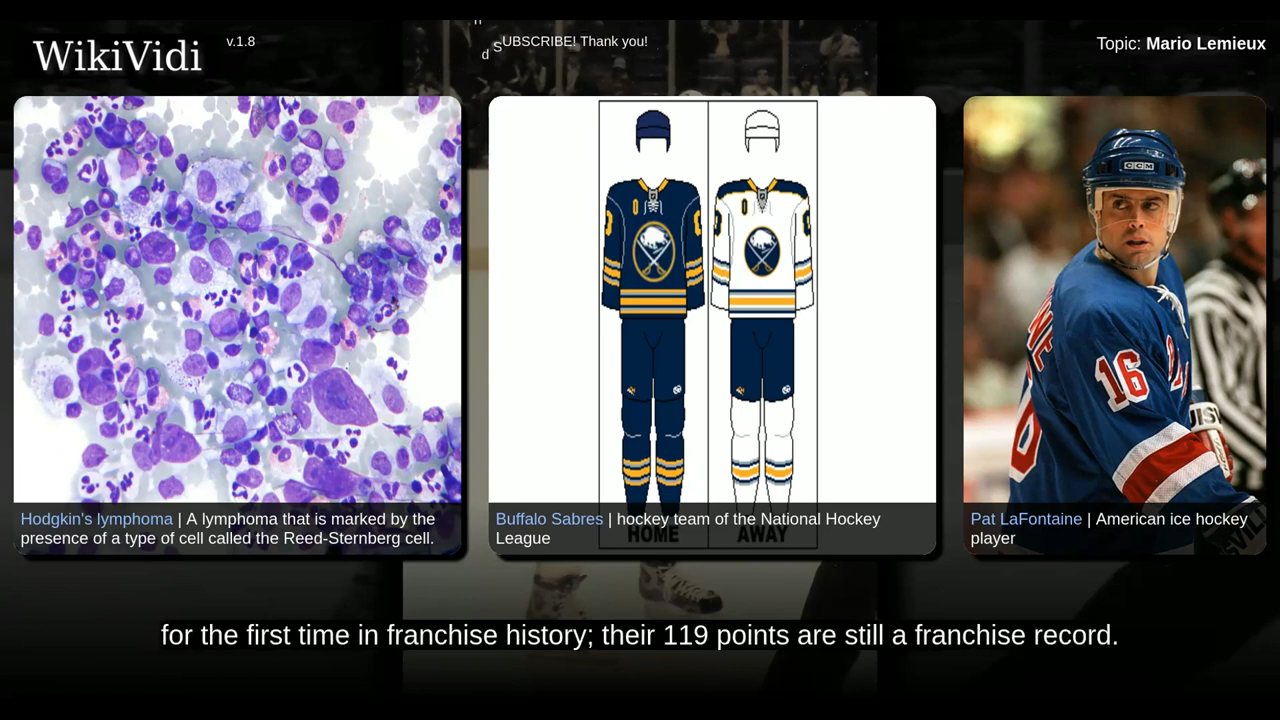 WikiVidi
v.1.8
UBSCRIBE! Thank you!
Topic: Mario Lemieux
CCM
16
HOME
AWAY
Hodgkin's lymphoma | A lymphoma that is marked by the
presence of a type of cell called the Reed-Sternberg cell.
Buffalo Sabres | hockey team of the National Hockey
League
Pat LaFontaine | American ice hockey
player
for the first time in franchise history; their 119 points are still a franchise record.